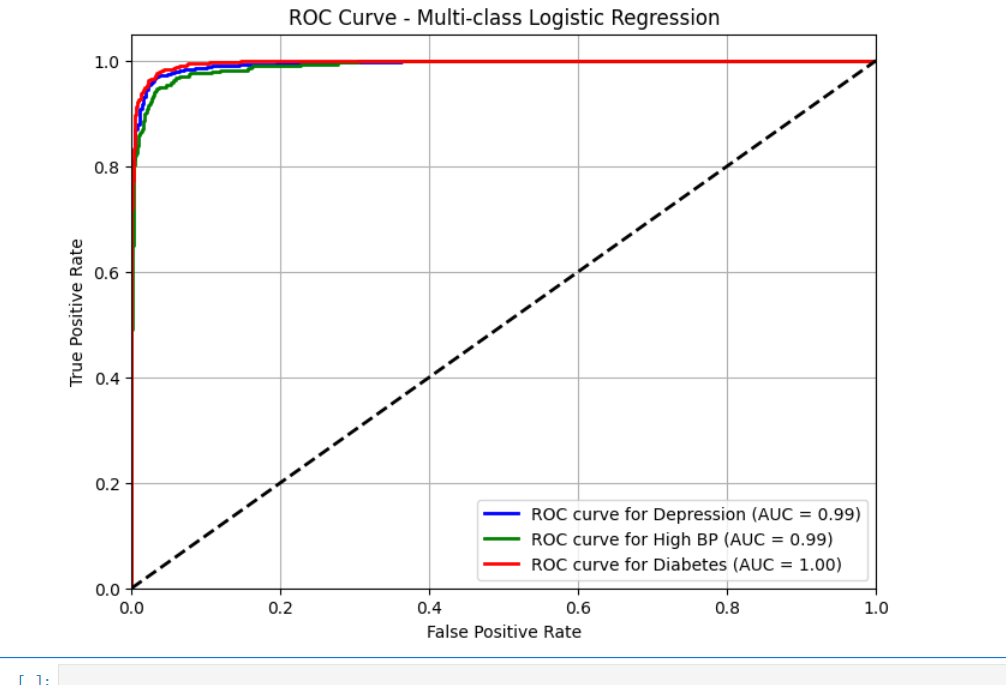 ROC Curve - Multi-class Logistic Regression
1.0
0.8
0.6
0.4
0.2
0.0
True Positive Rate
ROC curve for Depression (AUC = 0.99)
ROC curve for High BP (AUC = 0.99)
ROC curve for Diabetes (AUC = 1.00)
0.0 0.2 0.4 0.6 0.8 1.0
False Positive Rate
[ ]: